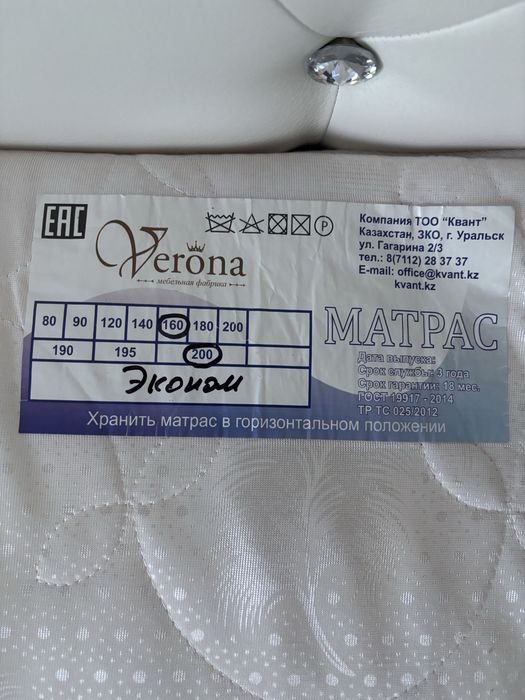 EAC
Verona
мебельная фабрика
P
Компания ТОО "Квант"
Казахстан, ЗКО, г. Уральск
ул. Гагарина 2/3
тел.: 8(7112) 28 37 37
E-mail: office@kvant.kz
kvant.kz
80 90 120 140 160 180 200
190 195 200
Эконом
МАТРАС
Дата выпуска:
Срок службы: 3 года
Срок гарантии: 18 мес.
ГОСТ 19917 - 2014
ТР ТС 025/2012
Хранить матрас в горизонтальном положении